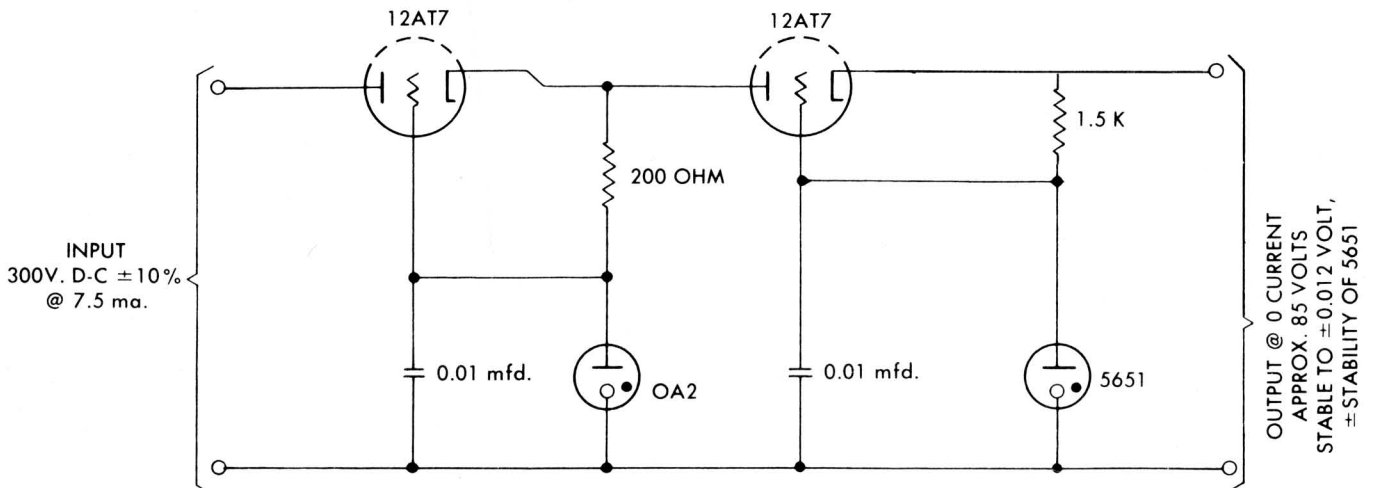 12AT7
12AT7
INPUT
300V. D-C ±10%
@ 7.5 ma.
200 OHM
1.5 K
0.01 mfd.
OA2
0.01 mfd.
5651
OUTPUT @ 0 CURRENT
APPROX. 85 VOLTS
STABLE TO ±0.012 VOLT,
± STABILITY OF 5651